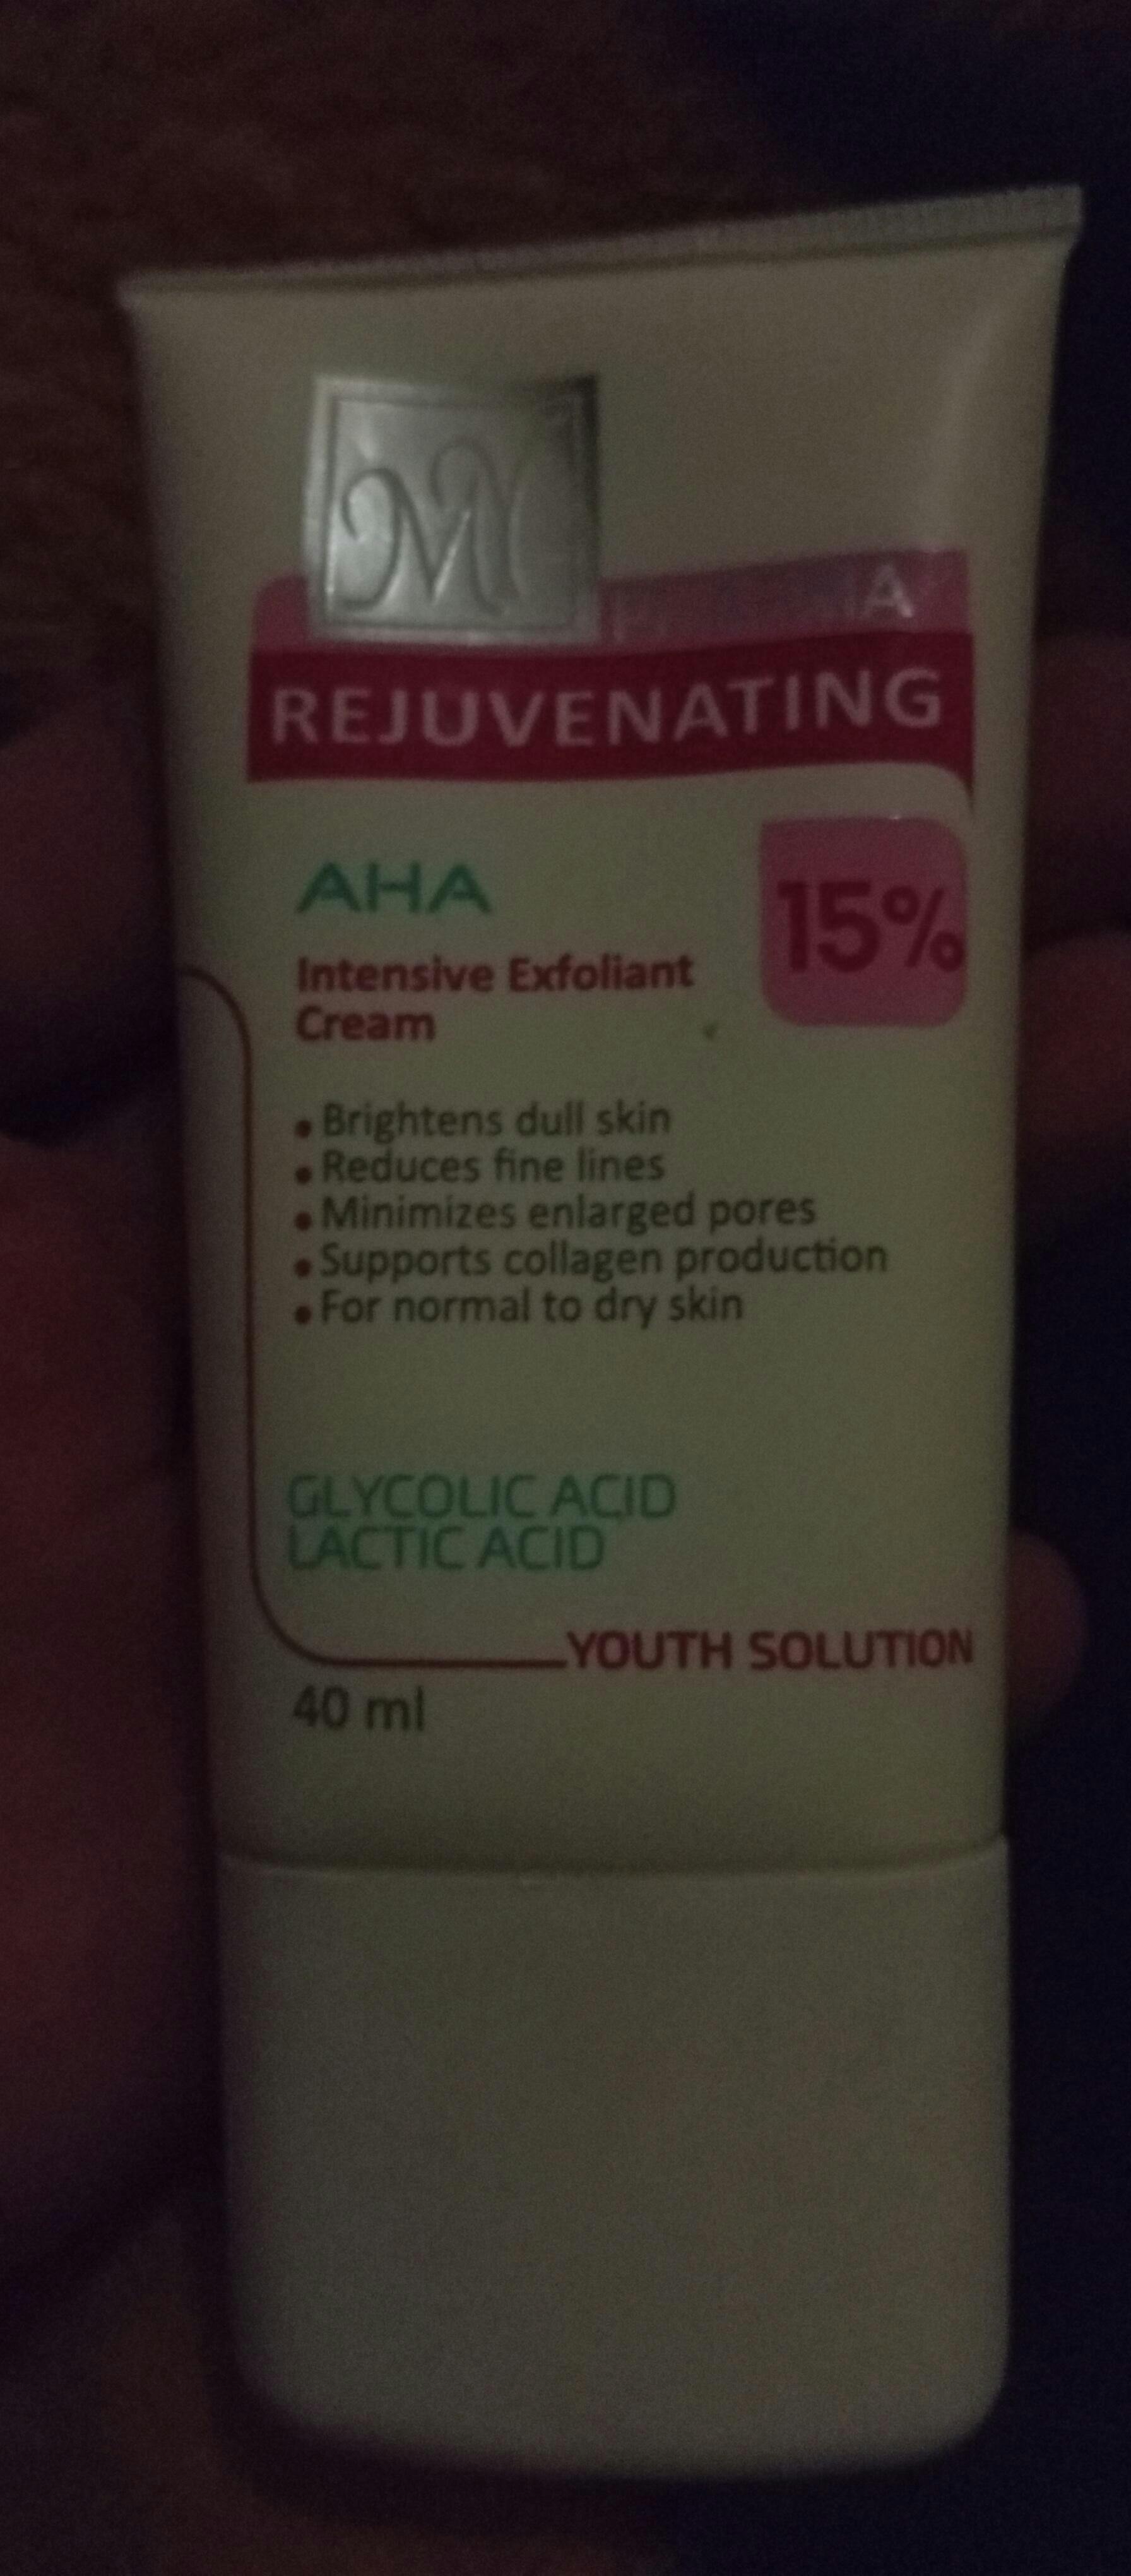 MY
REJUVENATING
AHA
15%
Intensive Exfoliant
Cream
• Brightens dull skin
• Reduces fine lines
• Minimizes enlarged pores
• Supports collagen production
• For normal to dry skin
GLYCOLIC ACID
LACTIC ACID
YOUTH SOLUTION
40 ml